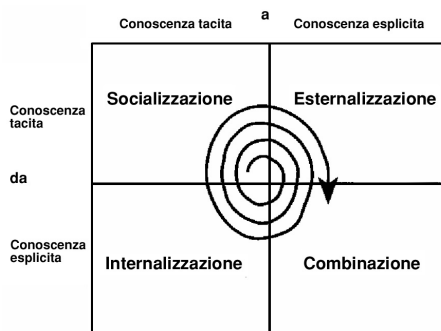 a
Conoscenza tacita
Conoscenza esplicita
Socializzazione
Esternalizzazione
Conoscenza
tacita
da
Conoscenza
esplicita
Internalizzazione
Combinazione